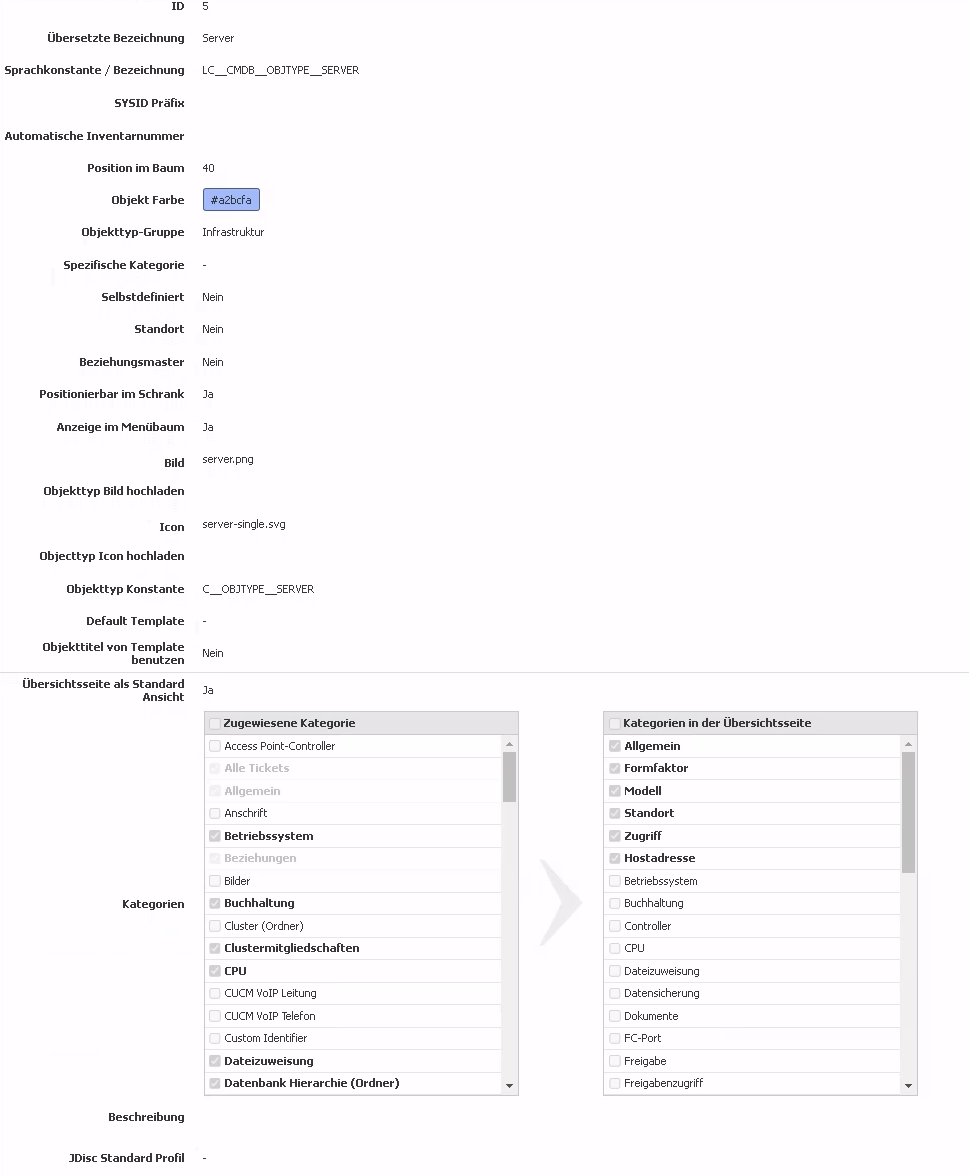 ID 5
Übersetzte Bezeichnung Server
Sprachkonstante / Bezeichnung LC__CMDB__OBJTYPE__SERVER
SYSID Präfix
Automatische Inventarnummer
Position im Baum 40
Objekt Farbe #a2bcfa
Objekttyp-Gruppe Infrastruktur
Spezifische Kategorie -
Selbstdefiniert Nein
Standort Nein
Beziehungsmaster Nein
Positionierbar im Schrank Ja
Anzeige im Menübaum Ja
Bild server.png
Objekttyp Bild hochladen
Icon server-single.svg
Objecttyp Icon hochladen
Objekttyp Konstante C__OBJTYPE__SERVER
Default Template -
Objekttitel von Template
benutzen Nein
Übersichtsseite als Standard
Ansicht Ja
Kategorien
Zugewiesene Kategorie
Access Point-Controller
Alle Tickets
Allgemein
Anschrift
Betriebssystem
Beziehungen
Bilder
Buchhaltung
Cluster (Ordner)
Clustermitgliedschaften
CPU
CUCM VoIP Leitung
CUCM VoIP Telefon
Custom Identifier
Dateizuweisung
Datenbank Hierarchie (Ordner)
Kategorien in der Übersichtsseite
Allgemein
Formfaktor
Modell
Standort
Zugriff
Hostadresse
Betriebssystem
Buchhaltung
Controller
CPU
Dateizuweisung
Datensicherung
Dokumente
FC-Port
Freigabe
Freigabenzugriff
Beschreibung
JDisc Standard Profil -